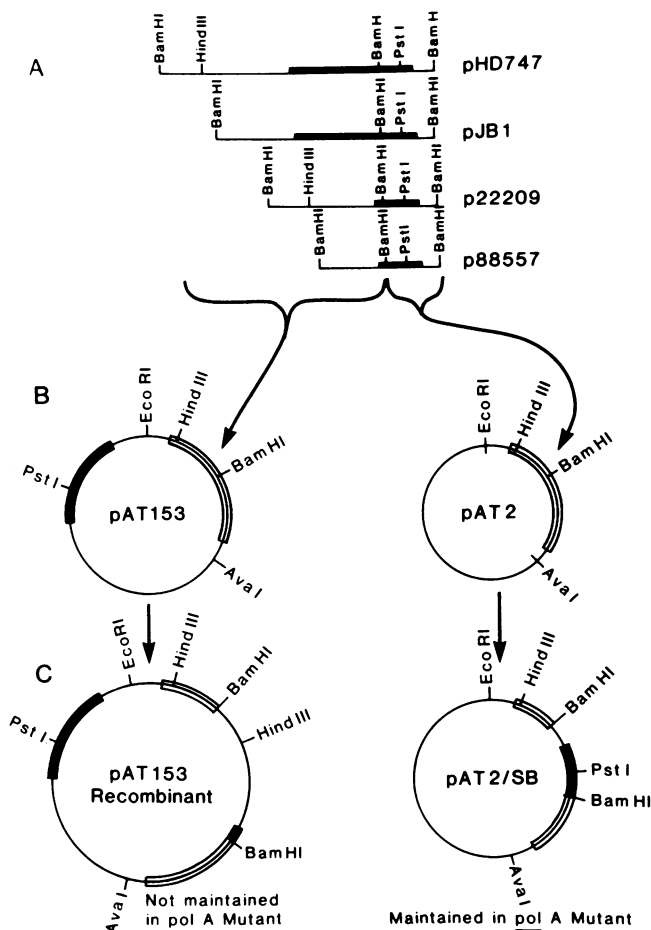 A
BamHI
HindIII
BamH
PstI
BamH
pHD747
BamHI
BamHI
PstI
BamHI
pJB1
BamHI
HindIII
BamHI
PstI
BamHI
p22209
BamHI
BamHI
PstI
BamHI
p88557
B
EcoRI
HindIII
BamHI
PstI
pAT153
AvaI
EcoRI
HindIII
BamHI
pAT2
AvaI
C
EcoRI
HindIII
BamHI
HindIII
PstI
pAT153
Recombinant
BamHI
AvaI
Not maintained
in pol A Mutant
EcoRI
HindIII
BamHI
PstI
BamHI
pAT2/SB
AvaI
Maintained in pol A Mutant